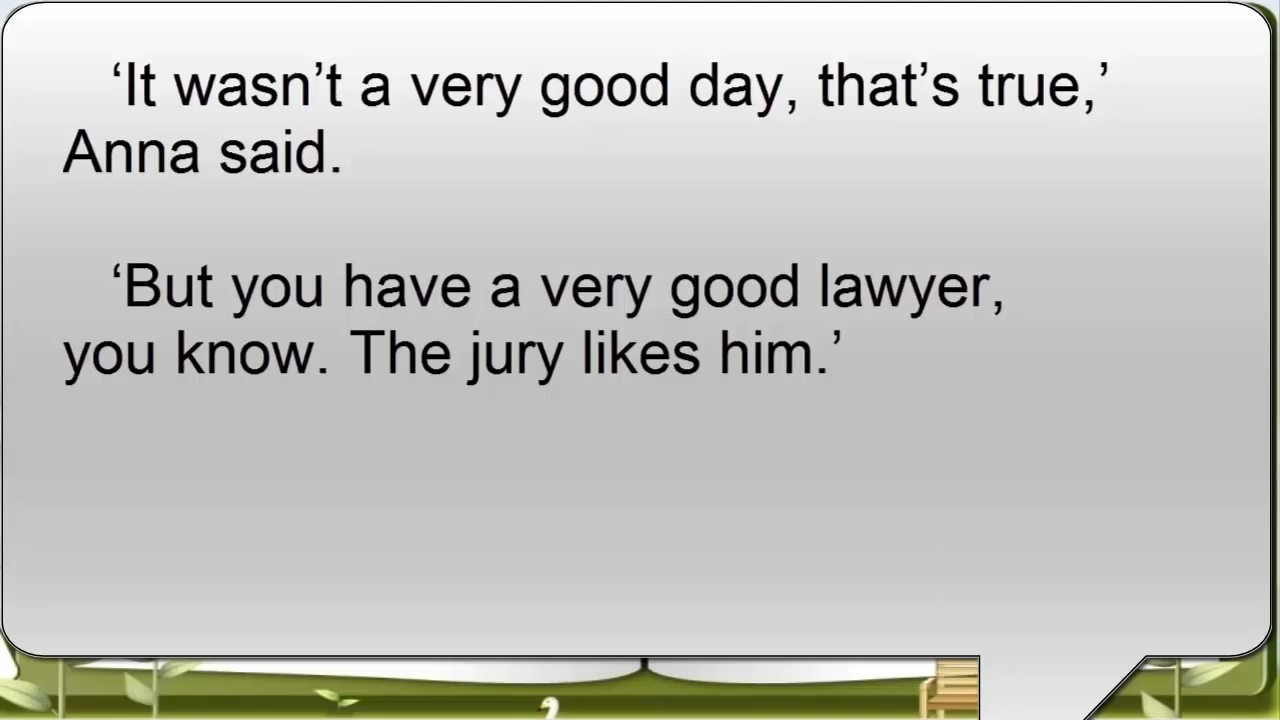 ‘It wasn’t a very good day, that’s true,’
Anna said.
‘But you have a very good lawyer,
you know. The jury likes him.’